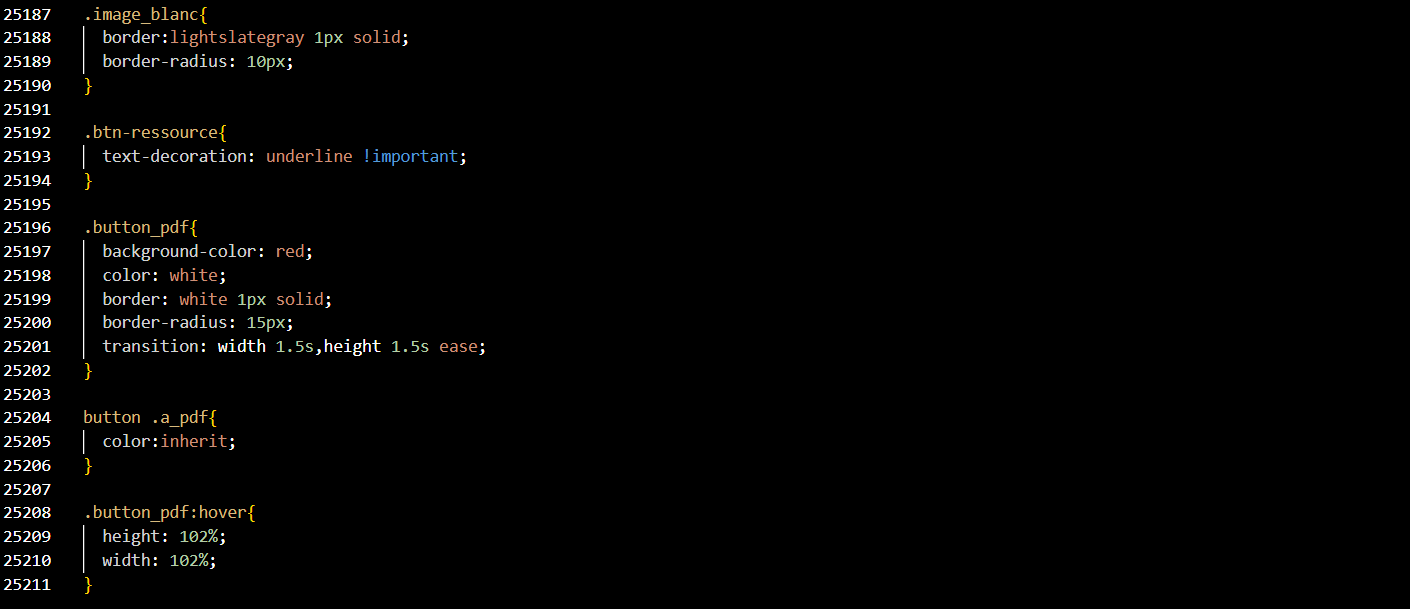 25187 .image_blanc{
25188 border:lightslategray 1px solid;
25189 border-radius: 10px;
25190 }
25191
25192 .btn-ressource{
25193 text-decoration: underline !important;
25194 }
25195
25196 .button_pdf{
25197 background-color: red;
25198 color: white;
25199 border: white 1px solid;
25200 border-radius: 15px;
25201 transition: width 1.5s,height 1.5s ease;
25202 }
25203
25204 button .a_pdf{
25205 color:inherit;
25206 }
25207
25208 .button_pdf:hover{
25209 height: 102%;
25210 width: 102%;
25211 }